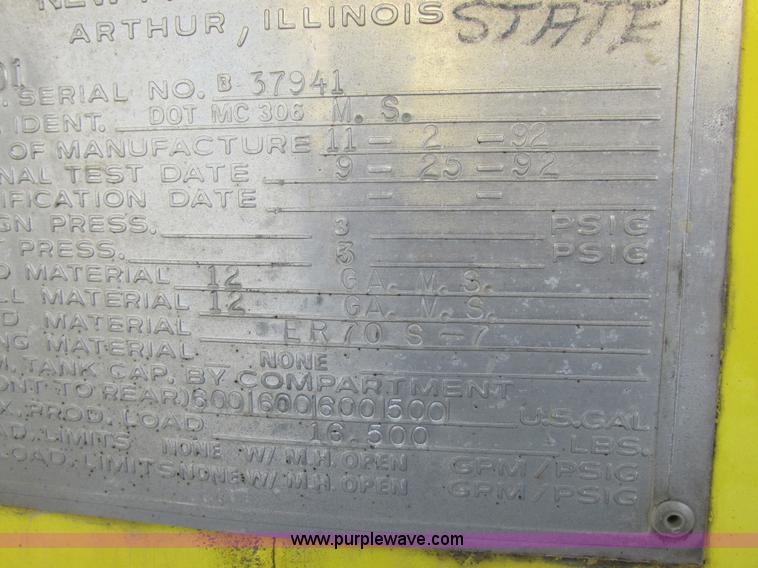 ARTHUR, ILLINOIS STATE
01
SERIAL NO. B 37941
IDENT. DOT MC 306 M. S.
OF MANUFACTURE 11 - 2 - 92
NAL TEST DATE 9 - 25 - 92
IFICATION DATE - -
GN PRESS. 3 PSIG
PRESS. 5 PSIG
D MATERIAL 12 GA. M. S.
LL MATERIAL 12 GA. M. S.
D MATERIAL ER70 S-7
NG MATERIAL NONE
M. TANK CAP. BY COMPARTMENT
ONT TO REAR) 600 600 600 500 U.S.GAL
X. PROD. LOAD 16,500 LBS.
AD. LIMITS NONE W/ M.H. OPEN GPM/PSIG
LOAD. LIMITS NONE W/ M.H. OPEN GPM/PSIG
www.purplewave.com